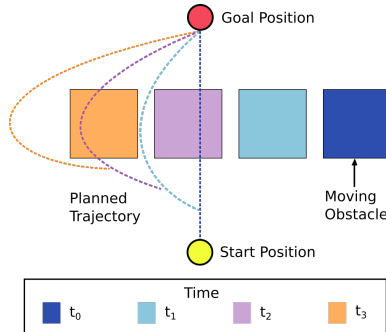 Goal Position
Planned
Trajectory
Moving
Obstacle
Start Position
Time
t₀ t₁ t₂ t₃